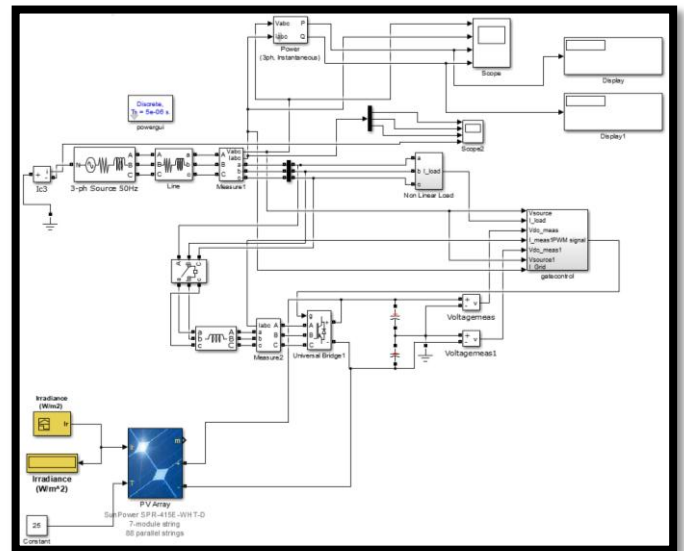 Vabc P
Iabc Q
Power
(3ph, Instantaneous)
Scope
Display
Display1
Discrete,
Ts = 5e-06 s.
powergui
Scope2
Ic3
N A
B
C
3-ph Source 50Hz
A a
B b
C c
Line
Vabc
Iabc
A a
B b
C c
Measure1
a
b I_load
c
Non Linear Load
Vsource
I_load
Vdc_meas
I_meas1PWM signal
Vdc_meas1
Vsource1
I_Grid
gatecontrol
A B C
a b c
a A
b B
c C
Iabc A
a B
b C
c
Measure2
g
A
B
C
Universal Bridge1
+ v
-
Voltagemeas
+ v
-
Voltagemeas1
Irradiance
(W/m2)
Ir
Irradiance
(W/m^2)
m
+
-
T
PV Array
SunPower SPR-415E-WHT-D
7-module string
88 parallel strings
25
Constant